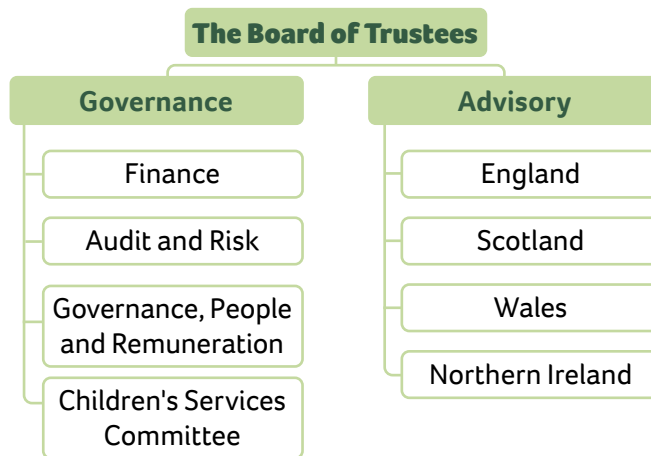 The Board of Trustees
Governance
Finance
Audit and Risk
Governance, People
and Remuneration
Children's Services
Committee
Advisory
England
Scotland
Wales
Northern Ireland